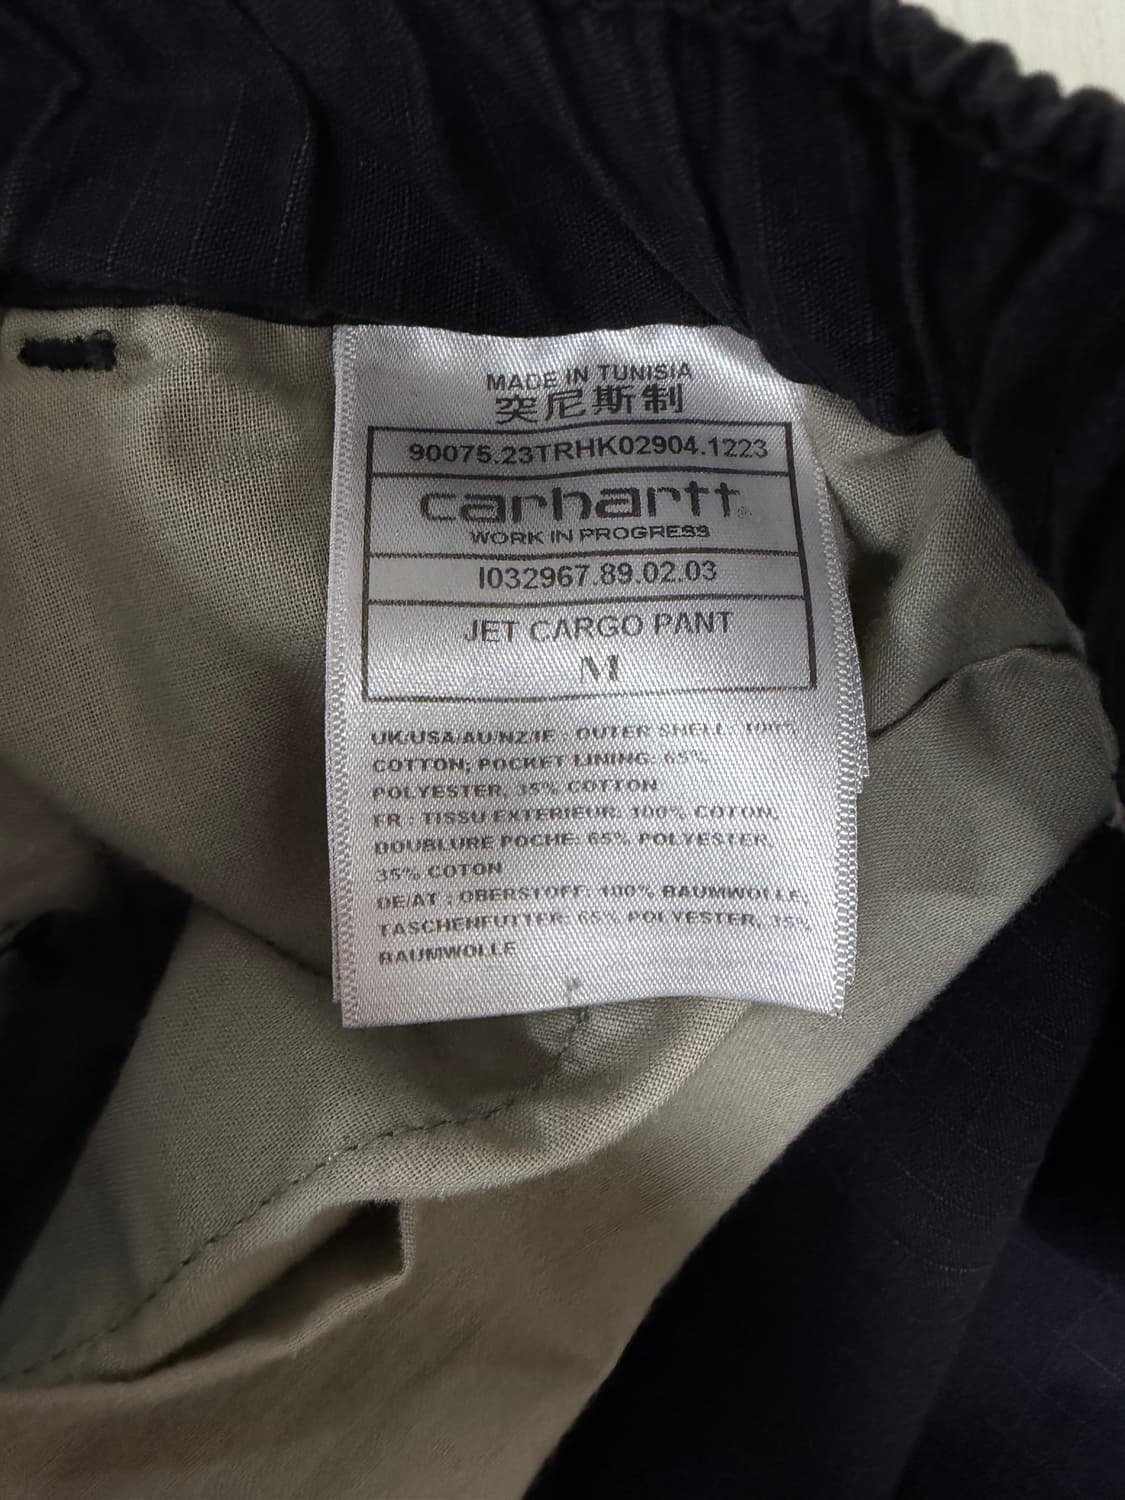 MADE IN TUNISIA
突尼斯制
90075.23TRHK02904.1223
carhartt
WORK IN PROGRESS
I032967.89.02.03
JET CARGO PANT
M
UK/USA/AU/NZ/IE : OUTER SHELL: 100%
COTTON; POCKET LINING: 65%
POLYESTER, 35% COTTON
FR : TISSU EXTERIEUR: 100% COTON,
DOUBLURE POCHE: 65% POLYESTER,
35% COTON
DE/AT : OBERSTOFF: 100% BAUMWOLLE,
TASCHENFUTTER: 65% POLYESTER, 35%
BAUMWOLLE